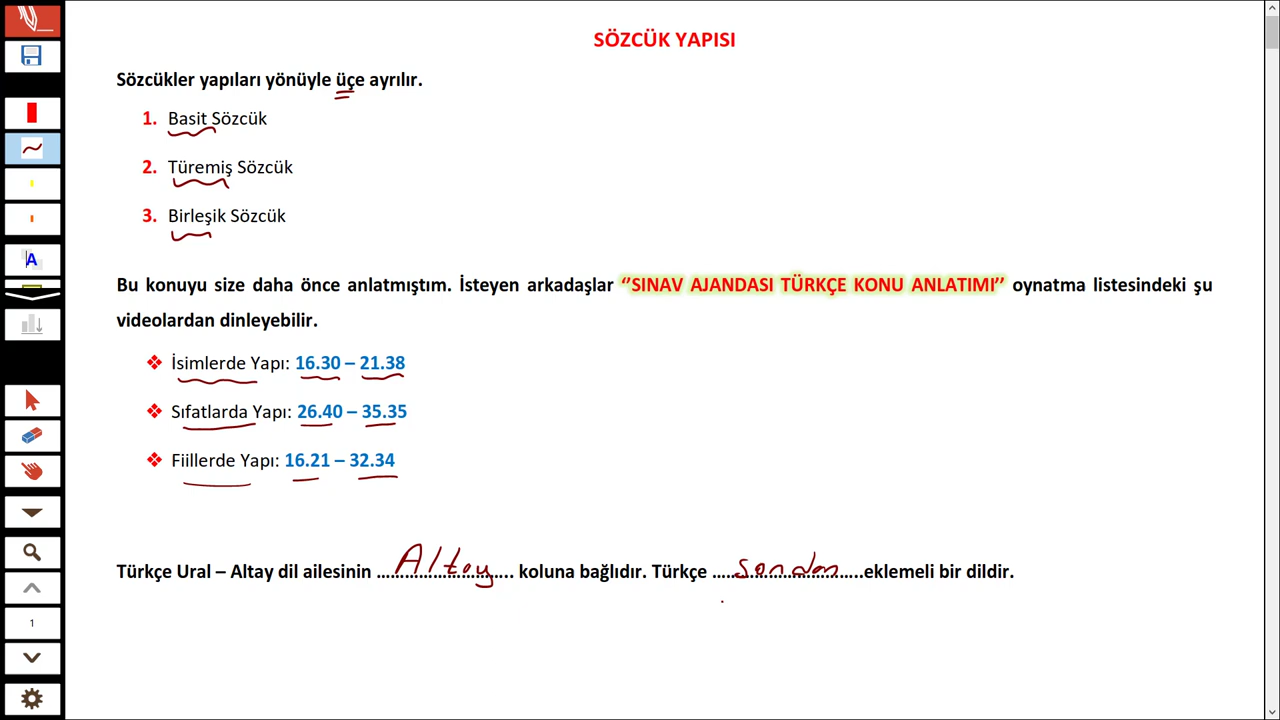 SÖZCÜK YAPISI
Sözcükler yapıları yönüyle üçe ayrılır.
1. Basit Sözcük
2. Türemiş Sözcük
3. Birleşik Sözcük
Bu konuyu size daha önce anlatmıştım. İsteyen arkadaşlar ‘’SINAV AJANDASI TÜRKÇE KONU ANLATIMI’’ oynatma listesindeki şu
videolardan dinleyebilir.
❖ İsimlerde Yapı: 16.30 – 21.38
❖ Sıfatlarda Yapı: 26.40 – 35.35
❖ Fiillerde Yapı: 16.21 – 32.34
Türkçe Ural – Altay dil ailesinin ....Altay.... koluna bağlıdır. Türkçe ....sondan....eklemeli bir dildir.
A
1